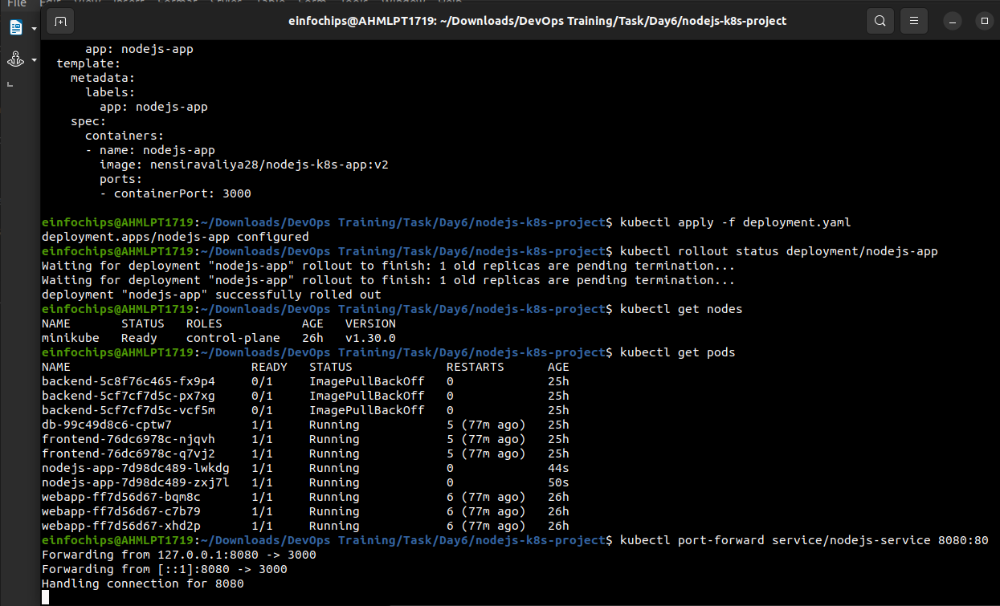 File Edit View Insert Format Styles Table Form Tools Window Help
einfochips@AHMLPT1719: ~/Downloads/DevOps Training/Task/Day6/nodejs-k8s-project
      app: nodejs-app
  template:
    metadata:
      labels:
        app: nodejs-app
    spec:
      containers:
      - name: nodejs-app
        image: nensiravaliya28/nodejs-k8s-app:v2
        ports:
        - containerPort: 3000
einfochips@AHMLPT1719:~/Downloads/DevOps Training/Task/Day6/nodejs-k8s-project$ kubectl apply -f deployment.yaml
deployment.apps/nodejs-app configured
einfochips@AHMLPT1719:~/Downloads/DevOps Training/Task/Day6/nodejs-k8s-project$ kubectl rollout status deployment/nodejs-app
Waiting for deployment "nodejs-app" rollout to finish: 1 old replicas are pending termination...
Waiting for deployment "nodejs-app" rollout to finish: 1 old replicas are pending termination...
deployment "nodejs-app" successfully rolled out
einfochips@AHMLPT1719:~/Downloads/DevOps Training/Task/Day6/nodejs-k8s-project$ kubectl get nodes
NAME       STATUS   ROLES           AGE   VERSION
minikube   Ready    control-plane   26h   v1.30.0
einfochips@AHMLPT1719:~/Downloads/DevOps Training/Task/Day6/nodejs-k8s-project$ kubectl get pods
NAME                         READY   STATUS             RESTARTS      AGE
backend-5c8f76c465-fx9p4     0/1     ImagePullBackOff   0             25h
backend-5cf7cf7d5c-px7xg     0/1     ImagePullBackOff   0             25h
backend-5cf7cf7d5c-vcf5m     0/1     ImagePullBackOff   0             25h
db-99c49d8c6-cptw7           1/1     Running            5 (77m ago)   25h
frontend-76dc6978c-njqvh     1/1     Running            5 (77m ago)   25h
frontend-76dc6978c-q7vj2     1/1     Running            5 (77m ago)   25h
nodejs-app-7d98dc489-lwkdg   1/1     Running            0             44s
nodejs-app-7d98dc489-zxj7l   1/1     Running            0             50s
webapp-ff7d56d67-bqm8c       1/1     Running            6 (77m ago)   26h
webapp-ff7d56d67-c7b79       1/1     Running            6 (77m ago)   26h
webapp-ff7d56d67-xhd2p       1/1     Running            6 (77m ago)   26h
einfochips@AHMLPT1719:~/Downloads/DevOps Training/Task/Day6/nodejs-k8s-project$ kubectl port-forward service/nodejs-service 8080:80
Forwarding from 127.0.0.1:8080 -> 3000
Forwarding from [::1]:8080 -> 3000
Handling connection for 8080